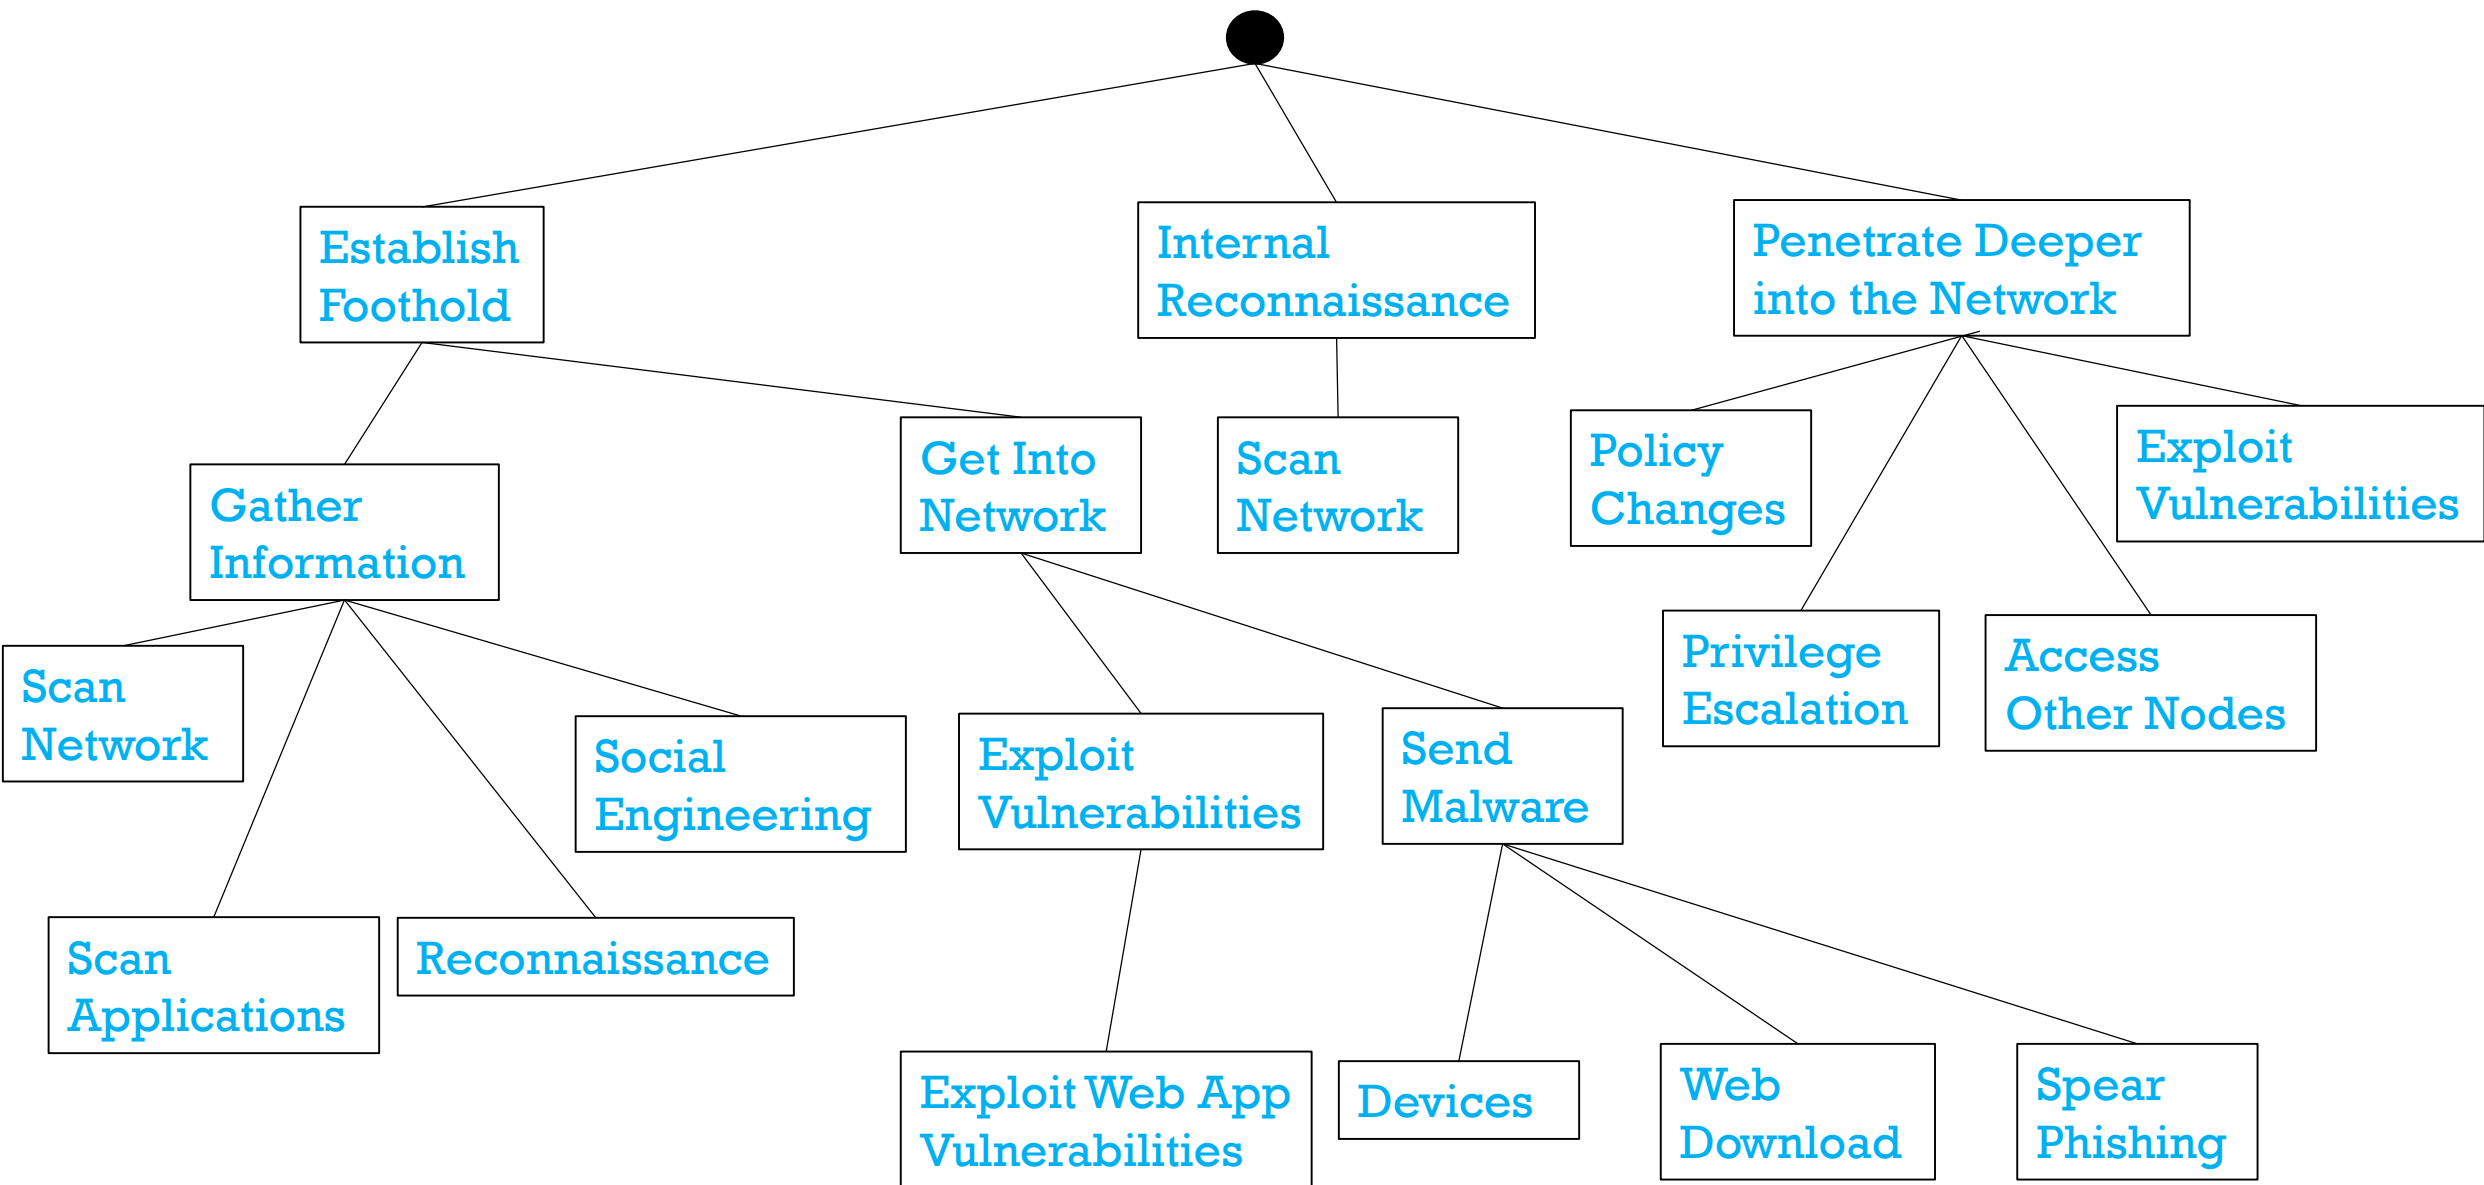 Establish
Foothold
Internal
Reconnaissance
Penetrate Deeper
into the Network
Gather
Information
Get Into
Network
Scan
Network
Policy
Changes
Exploit
Vulnerabilities
Scan
Network
Social
Engineering
Exploit
Vulnerabilities
Send
Malware
Privilege
Escalation
Access
Other Nodes
Scan
Applications
Reconnaissance
Exploit Web App
Vulnerabilities
Devices
Web
Download
Spear
Phishing